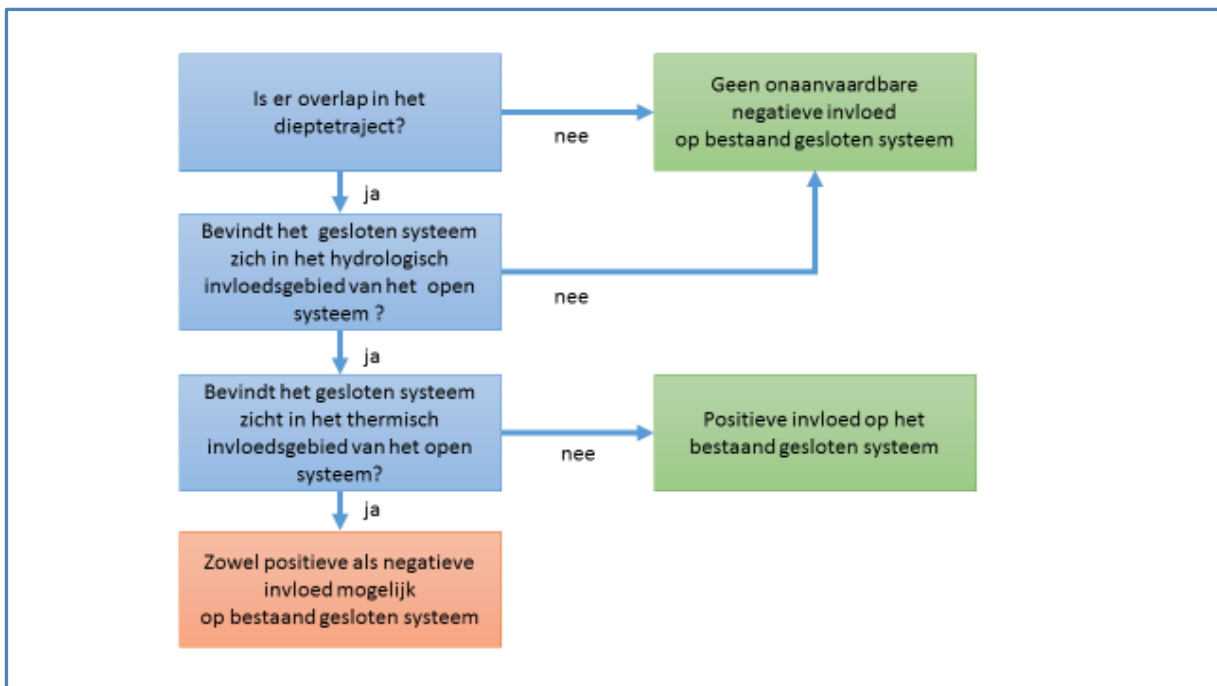 Is er overlap in het
dieptetraject?
nee
Geen onaanvaardbare
negatieve invloed
op bestaand gesloten systeem
ja
Bevindt het gesloten systeem
zich in het hydrologisch
invloedsgebied van het open
systeem ?
nee
ja
Bevindt het gesloten systeem
zicht in het thermisch
invloedsgebied van het open
systeem?
nee
Positieve invloed op het
bestaand gesloten systeem
ja
Zowel positieve als negatieve
invloed mogelijk
op bestaand gesloten systeem